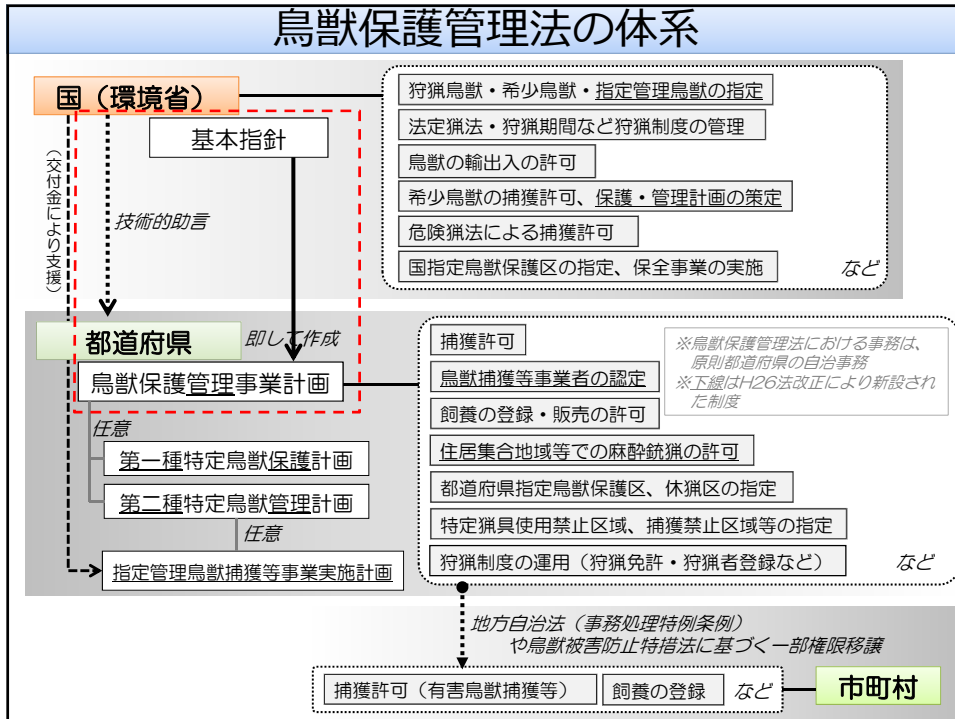 鳥獣保護管理法の体系
国（環境省）
基本指針
（交付金により支援）
技術的助言
狩猟鳥獣・希少鳥獣・指定管理鳥獣の指定
法定猟法・狩猟期間など狩猟制度の管理
鳥獣の輸出入の許可
希少鳥獣の捕獲許可、保護・管理計画の策定
危険猟法による捕獲許可
国指定鳥獣保護区の指定、保全事業の実施
など
都道府県
即して作成
鳥獣保護管理事業計画
任意
第一種特定鳥獣保護計画
第二種特定鳥獣管理計画
任意
指定管理鳥獣捕獲等事業実施計画
捕獲許可
鳥獣捕獲等事業者の認定
飼養の登録・販売の許可
住居集合地域等での麻酔銃猟の許可
都道府県指定鳥獣保護区、休猟区の指定
特定猟具使用禁止区域、捕獲禁止区域等の指定
狩猟制度の運用（狩猟免許・狩猟者登録など）
など
※鳥獣保護管理法における事務は、
原則都道府県の自治事務
※下線はH26法改正により新設され
た制度
地方自治法（事務処理特例条例）
や鳥獣被害防止特措法に基づく一部権限移譲
捕獲許可（有害鳥獣捕獲等）
飼養の登録
など
市町村